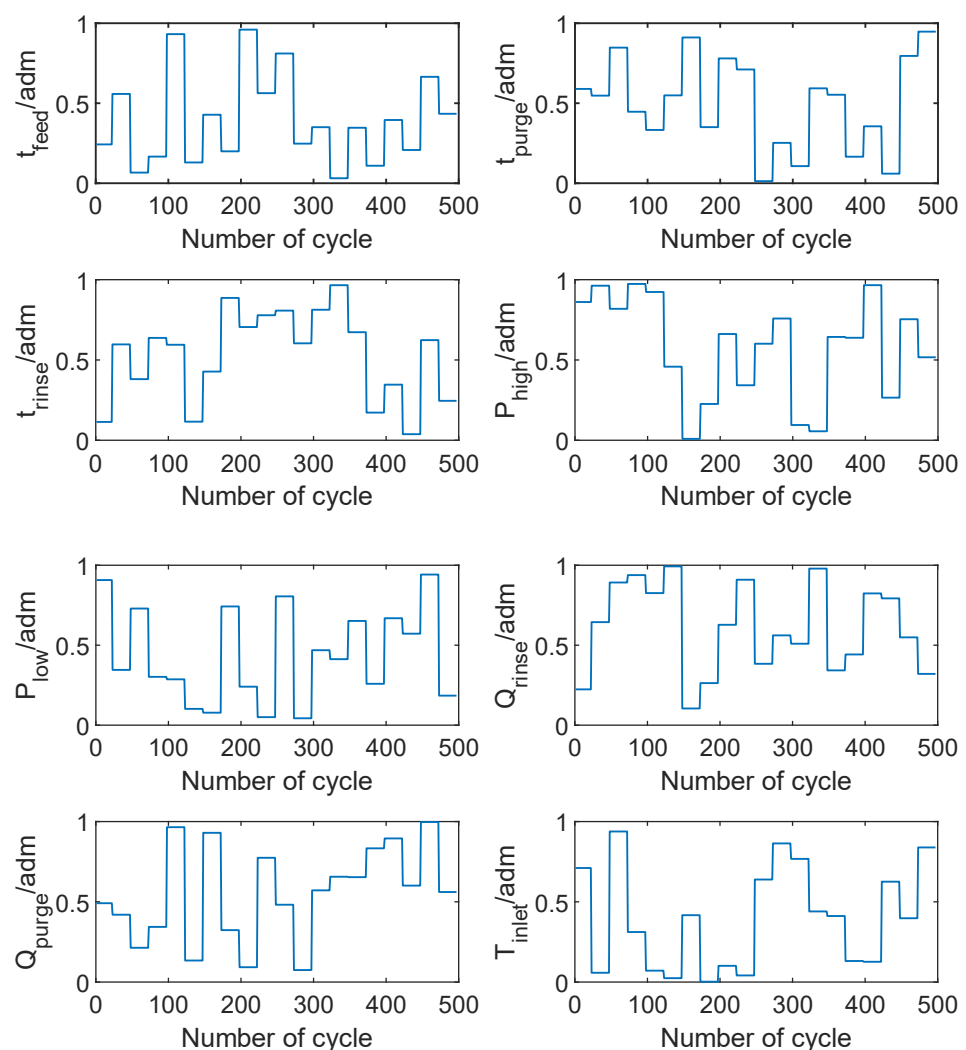 t_feed/adm
1
0.5
0
0 100 200 300 400 500
Number of cycle
t_purge/adm
1
0.5
0
0 100 200 300 400 500
Number of cycle
t_rinse/adm
1
0.5
0
0 100 200 300 400 500
Number of cycle
P_high/adm
1
0.5
0
0 100 200 300 400 500
Number of cycle
P_low/adm
1
0.5
0
0 100 200 300 400 500
Number of cycle
Q_rinse/adm
1
0.5
0
0 100 200 300 400 500
Number of cycle
Q_purge/adm
1
0.5
0
0 100 200 300 400 500
Number of cycle
T_inlet/adm
1
0.5
0
0 100 200 300 400 500
Number of cycle